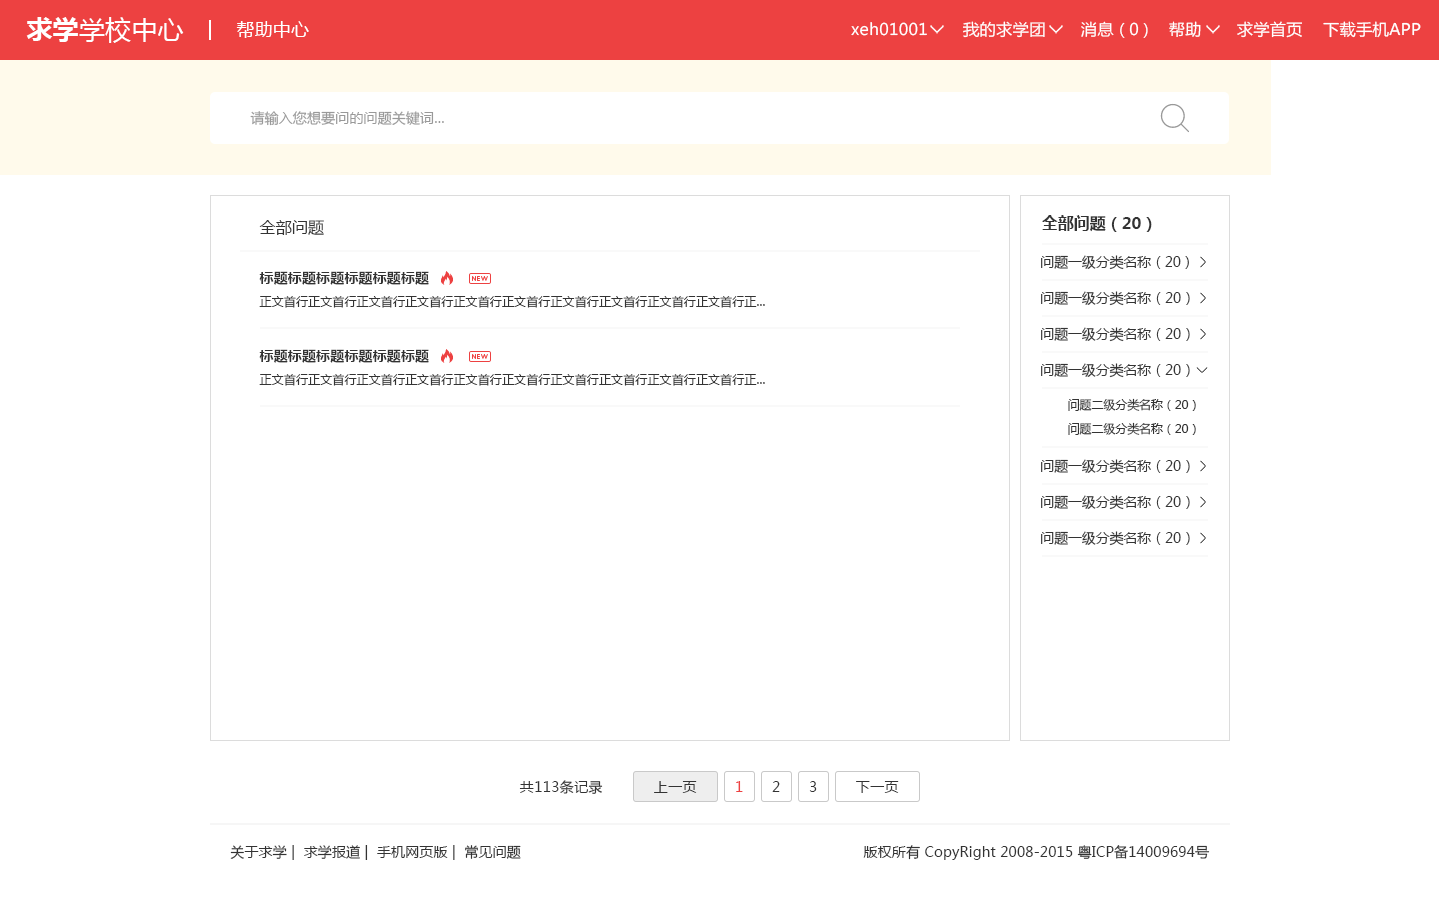 求学学校中心 | 帮助中心 xeh01001 我的求学团 消息（0） 帮助 求学首页 下载手机APP
请输入您想要问的问题关键词...
全部问题
标题标题标题标题标题标题 NEW
正文首行正文首行正文首行正文首行正文首行正文首行正文首行正文首行正文首行正文首行正...
标题标题标题标题标题标题 NEW
正文首行正文首行正文首行正文首行正文首行正文首行正文首行正文首行正文首行正文首行正...
全部问题（20）
问题一级分类名称（20）
问题一级分类名称（20）
问题一级分类名称（20）
问题一级分类名称（20）
问题二级分类名称（20）
问题二级分类名称（20）
问题一级分类名称（20）
问题一级分类名称（20）
问题一级分类名称（20）
共113条记录 上一页 1 2 3 下一页
关于求学 | 求学报道 | 手机网页版 | 常见问题 版权所有 CopyRight 2008-2015 粤ICP备14009694号